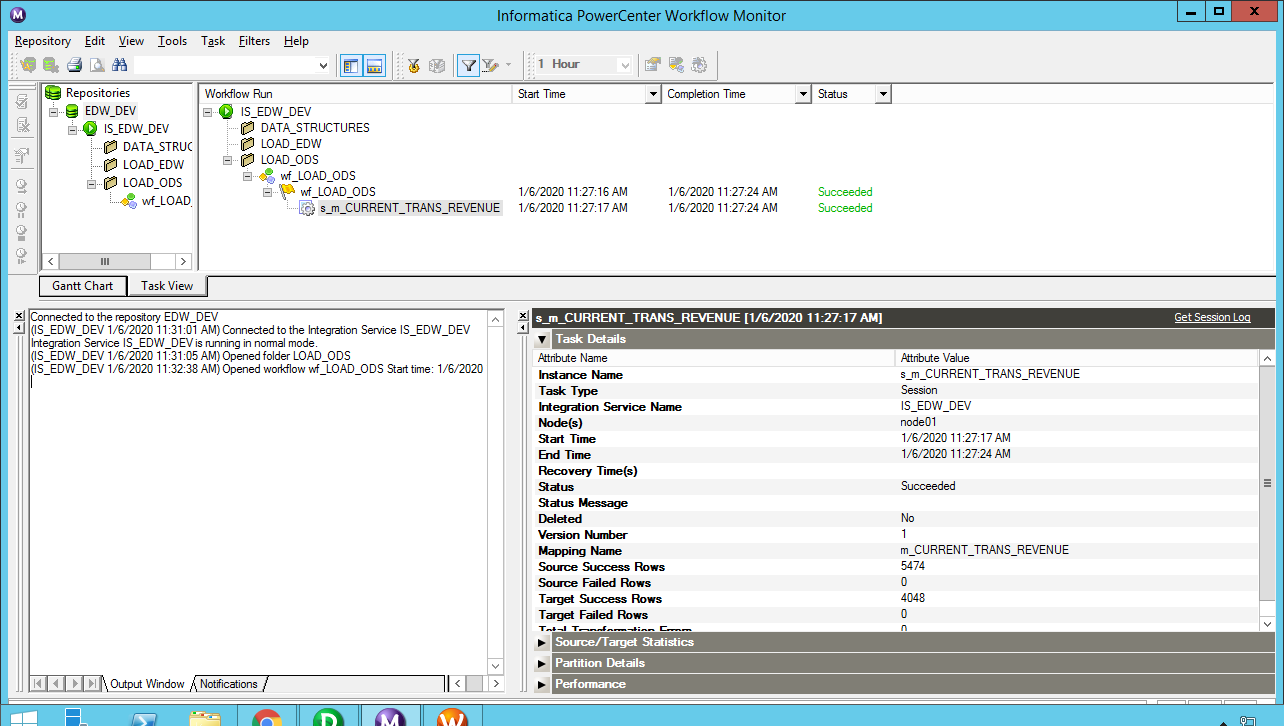 Informatica PowerCenter Workflow Monitor
Repository Edit View Tools Task Filters Help
1 Hour
Repositories
EDW_DEV
IS_EDW_DEV
DATA_STRUC
LOAD_EDW
LOAD_ODS
wf_LOAD_
Workflow Run Start Time Completion Time Status
IS_EDW_DEV
DATA_STRUCTURES
LOAD_EDW
LOAD_ODS
wf_LOAD_ODS
wf_LOAD_ODS 1/6/2020 11:27:16 AM 1/6/2020 11:27:24 AM Succeeded
s_m_CURRENT_TRANS_REVENUE 1/6/2020 11:27:17 AM 1/6/2020 11:27:24 AM Succeeded
Gantt Chart Task View
Connected to the repository EDW_DEV
(IS_EDW_DEV 1/6/2020 11:31:01 AM) Connected to the Integration Service IS_EDW_DEV
Integration Service IS_EDW_DEV is running in normal mode.
(IS_EDW_DEV 1/6/2020 11:31:05 AM) Opened folder LOAD_ODS
(IS_EDW_DEV 1/6/2020 11:32:38 AM) Opened workflow wf_LOAD_ODS Start time: 1/6/2020
Output Window Notifications
s_m_CURRENT_TRANS_REVENUE [1/6/2020 11:27:17 AM] Get Session Log
Task Details
Attribute Name Attribute Value
Instance Name s_m_CURRENT_TRANS_REVENUE
Task Type Session
Integration Service Name IS_EDW_DEV
Node(s) node01
Start Time 1/6/2020 11:27:17 AM
End Time 1/6/2020 11:27:24 AM
Recovery Time(s)
Status Succeeded
Status Message
Deleted No
Version Number 1
Mapping Name m_CURRENT_TRANS_REVENUE
Source Success Rows 5474
Source Failed Rows 0
Target Success Rows 4048
Target Failed Rows 0
Total Transformation Errors 0
Source/Target Statistics
Partition Details
Performance